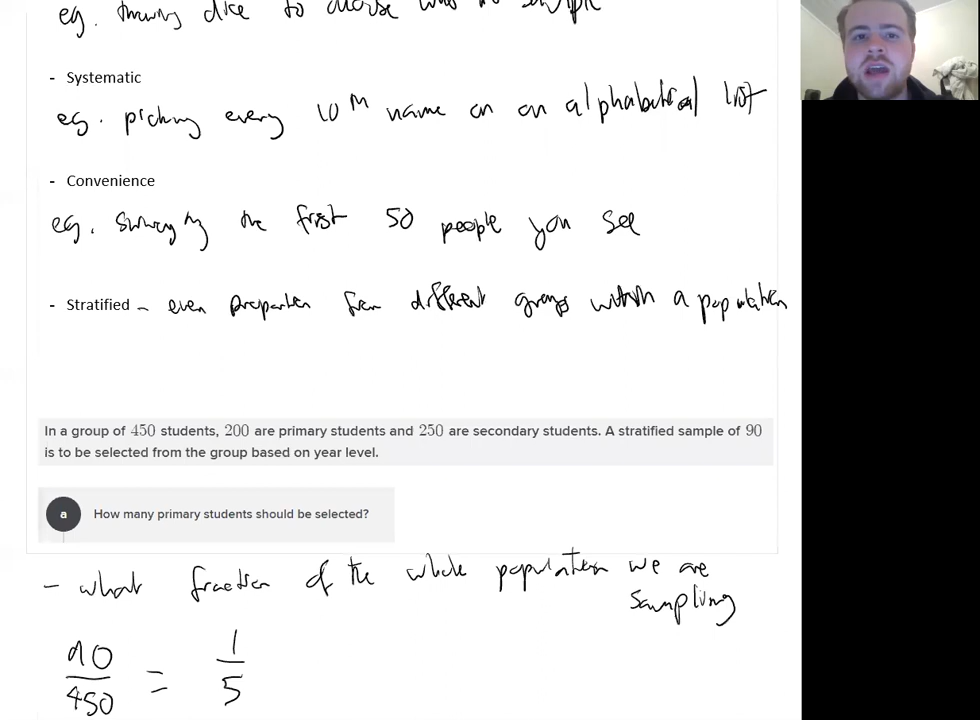 eg. throwing dice to choose who to sample
- Systematic
eg. picking every 10th name on an alphabetical list
- Convenience
eg. surveying the first 50 people you see
- Stratified - even proportion from different groups within a population
In a group of 450 students, 200 are primary students and 250 are secondary students. A stratified sample of 90
is to be selected from the group based on year level.
a How many primary students should be selected?
- what fraction of the whole population we are
sampling
90/450 = 1/5